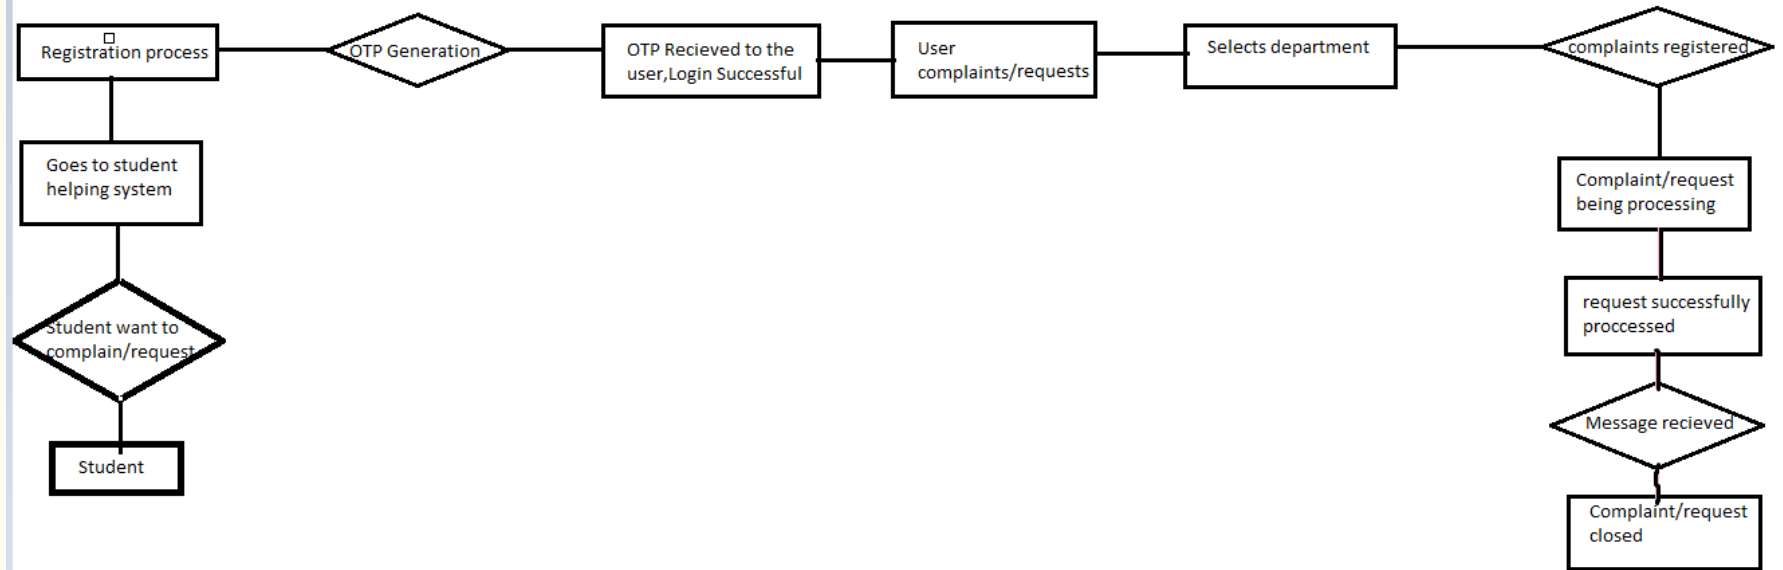 Registration process
OTP Generation
OTP Recieved to the
user,Login Successful
User
complaints/requests
Selects department
complaints registered
Goes to student
helping system
Student want to
complain/request
Student
Complaint/request
being processing
request successfully
proccessed
Message recieved
Complaint/request
closed